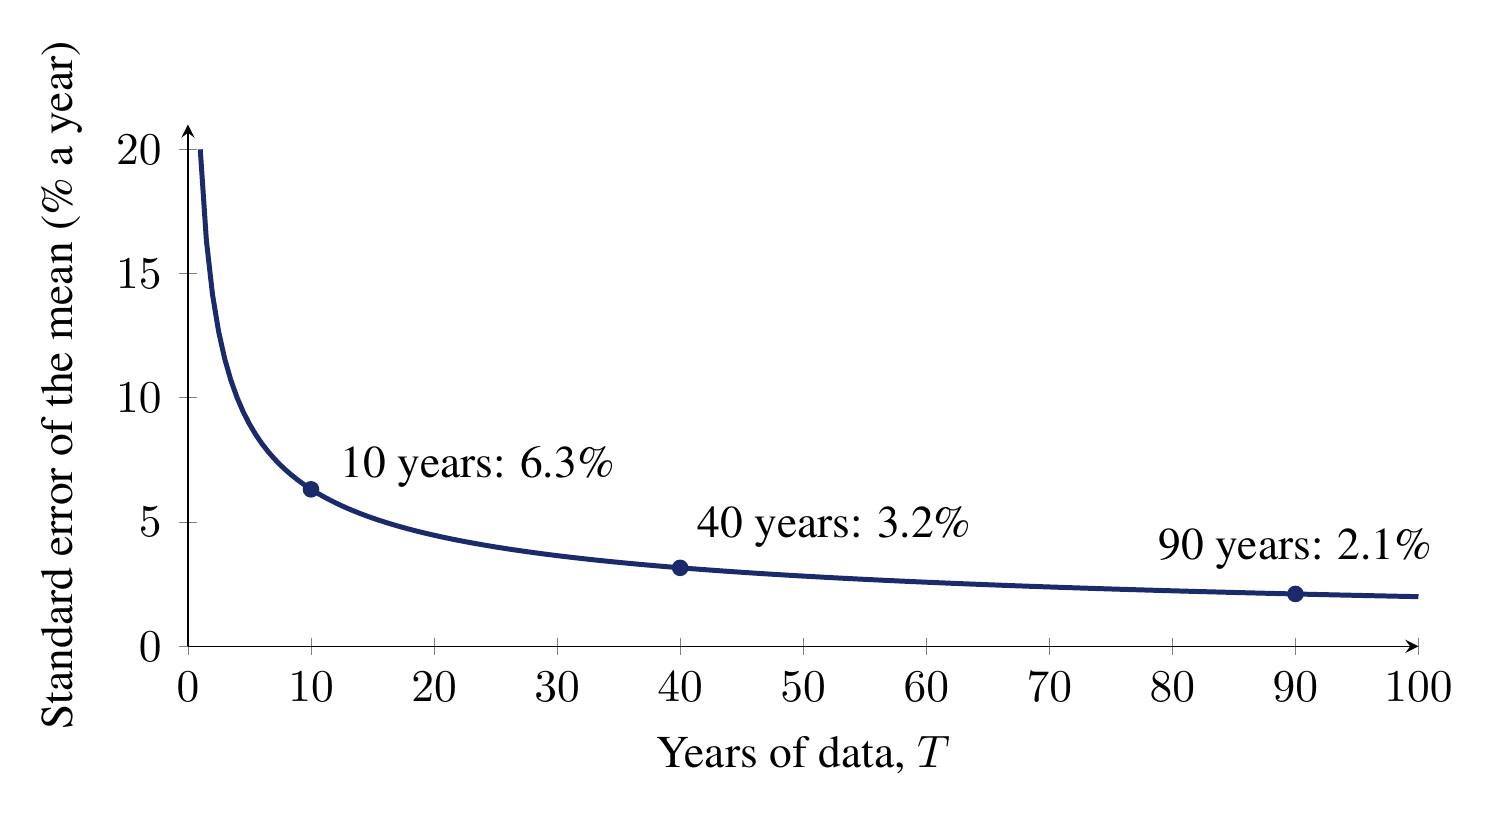 Standard error of the mean (% a year)
20
15
10
5
0
10 years: 6.3%
40 years: 3.2%
90 years: 2.1%
0 10 20 30 40 50 60 70 80 90 100
Years of data, T